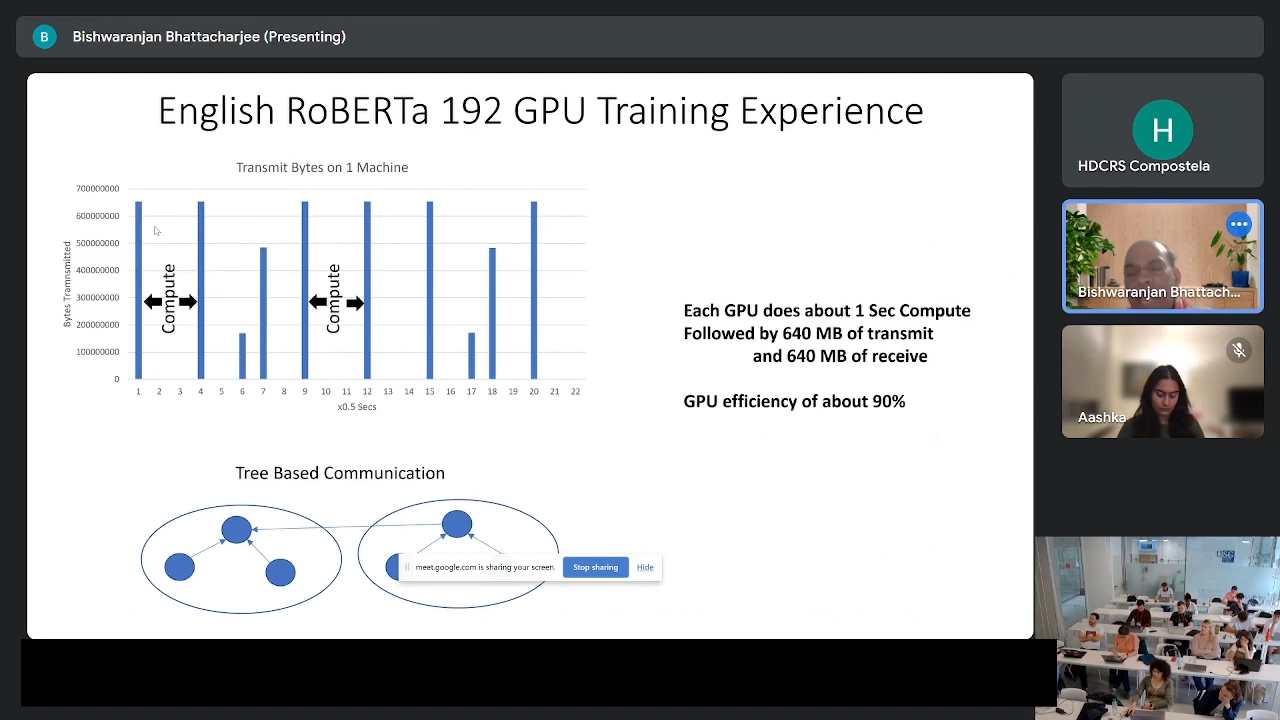 B
Bishwaranjan Bhattacharjee (Presenting)
English RoBERTa 192 GPU Training Experience
Transmit Bytes on 1 Machine
700000000
600000000
500000000
400000000
300000000
200000000
100000000
0
Bytes Tramnsmitted
Compute
Compute
1 2 3 4 5 6 7 8 9 10 11 12 13 14 15 16 17 18 19 20 21 22
x0.5 Secs
Each GPU does about 1 Sec Compute
Followed by 640 MB of transmit
and 640 MB of receive
GPU efficiency of about 90%
Tree Based Communication
meet.google.com is sharing your screen.
Stop sharing
Hide
H
HDCRS Compostela
Bishwaranjan Bhattach...
Aashka
USC